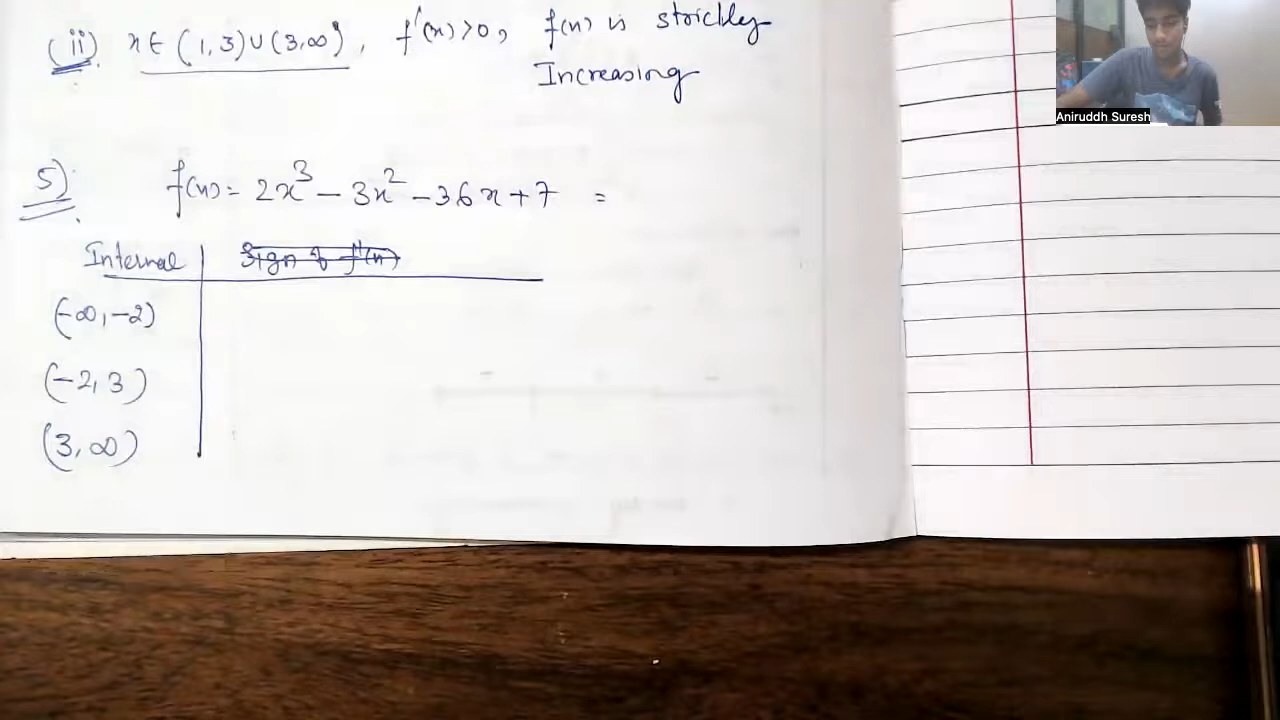 (ii) x ∈ (1,3)∪(3,∞), f'(x)>0, f(x) is strictly
Increasing
Aniruddh Suresh
5) f(x) = 2x³ - 3x² - 36x + 7 =
Interval Sign of f'(x)
(-∞,-2)
(-2,3)
(3,∞)